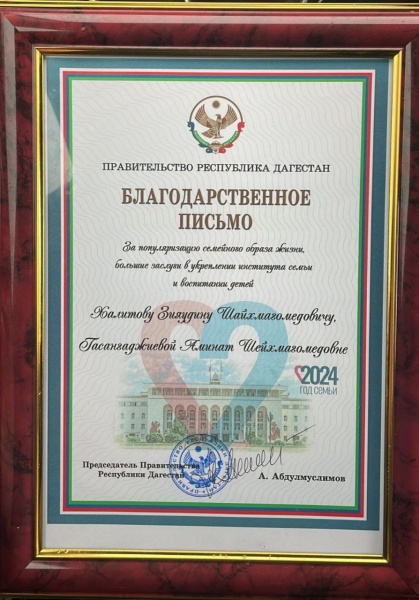 ПРАВИТЕЛЬСТВО РЕСПУБЛИКА ДАГЕСТАН
БЛАГОДАРСТВЕННОЕ
ПИСЬМО
За популяризацию семейного образа жизни,
большие заслуги в укреплении института семьи
и воспитании детей
Халитову Зияудину Шайхмагомедовичу,
Гасангаджиевой Аминат Шейхмагомедовне
2024
ГОД СЕМЬИ
Председатель Правительства
Республики Дагестан
А. Абдулмуслимов